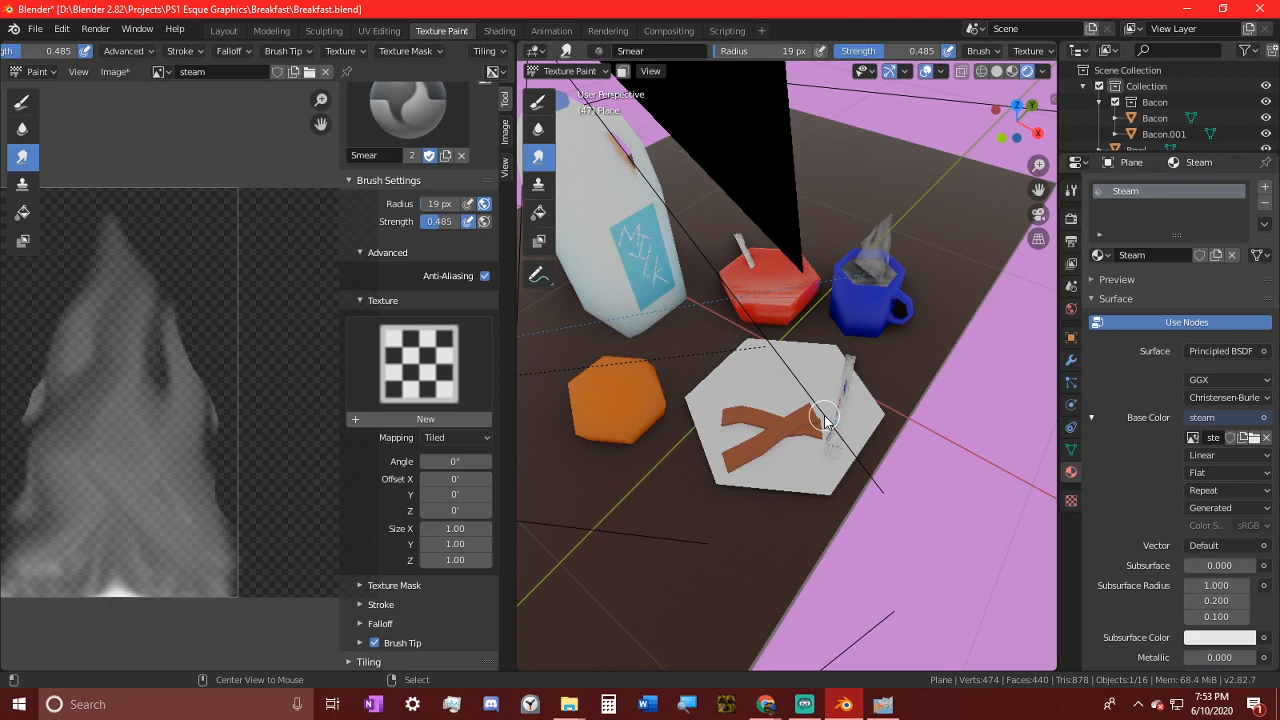 Blender* [D:\Blender 2.82\Projects\PS1 Esque Graphics\Breakfast\Breakfast.blend]
File Edit Render Window Help Layout Modeling Sculpting UV Editing Texture Paint Shading Animation Rendering Compositing Scripting Scene View Layer
0.485 Advanced Stroke Falloff Brush Tip Texture Texture Mask Tiling Smear Radius 19 px Strength 0.485 Brush Texture
Paint View Image* steam Texture Paint View
Scene Collection
Collection
Bacon
Bacon
Bacon.001
User Perspective
(47) Plane
Tool
Image
View
Smear 2
Brush Settings
Radius 19 px
Strength 0.485
Advanced
Anti-Aliasing
Texture
New
Mapping Tiled
Angle 0°
Offset X 0°
Y 0°
Z 0°
Size X 1.00
Y 1.00
Z 1.00
Texture Mask
Stroke
Falloff
Brush Tip
Tiling
MILK
Plane Steam
Steam
Steam
Preview
Surface
Use Nodes
Surface Principled BSDF
GGX
Christensen-Burle
Base Color steam
ste
Linear
Flat
Repeat
Generated
Color S.. sRGB
Vector Default
Subsurface 0.000
Subsurface Radius 1.000
0.200
0.100
Subsurface Color
Metallic 0.000
Center View to Mouse Select Plane | Verts:474 | Faces:440 | Tris:878 | Objects:1/16 | Mem: 68.4 MiB | v2.82.7
Search
7:53 PM
6/10/2020